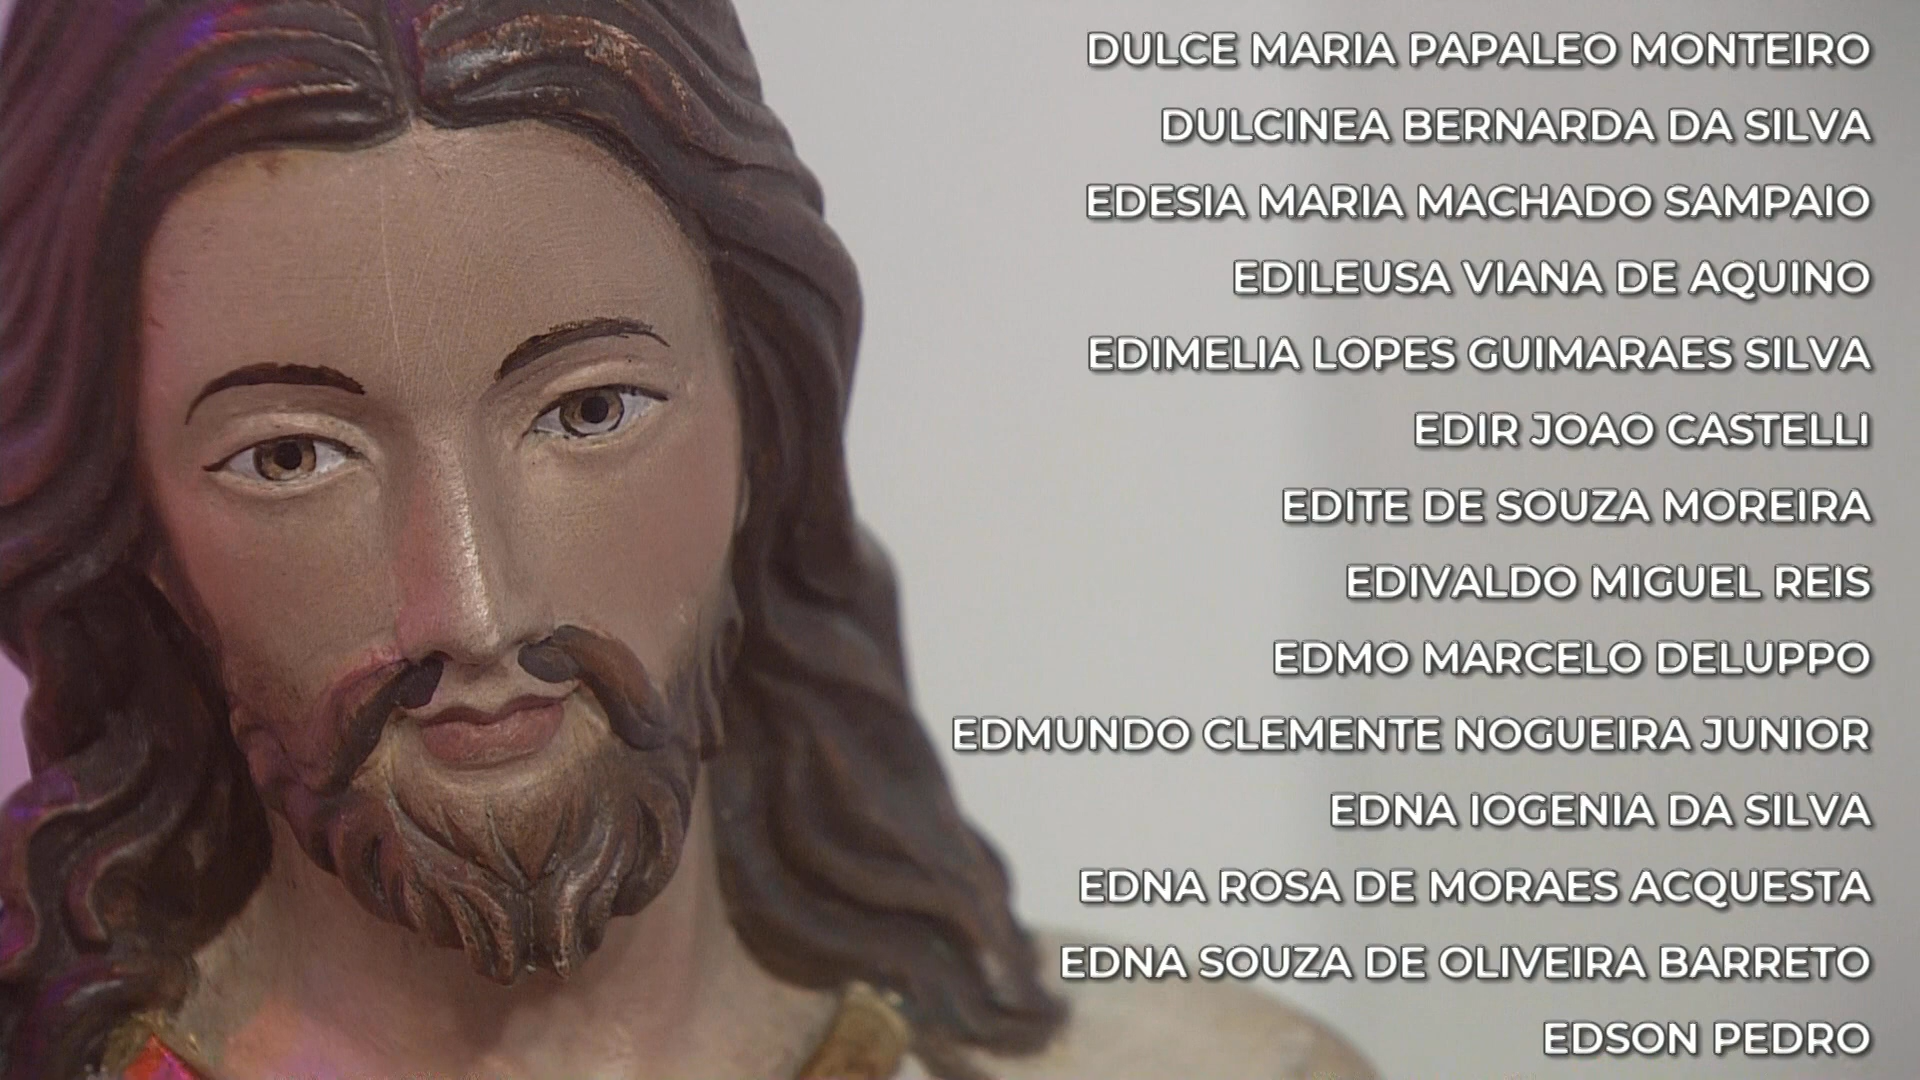 DULCE MARIA PAPALEO MONTEIRO
DULCINEA BERNARDA DA SILVA
EDESIA MARIA MACHADO SAMPAIO
EDILEUSA VIANA DE AQUINO
EDIMELIA LOPES GUIMARAES SILVA
EDIR JOAO CASTELLI
EDITE DE SOUZA MOREIRA
EDIVALDO MIGUEL REIS
EDMO MARCELO DELUPPO
EDMUNDO CLEMENTE NOGUEIRA JUNIOR
EDNA IOGENIA DA SILVA
EDNA ROSA DE MORAES ACQUESTA
EDNA SOUZA DE OLIVEIRA BARRETO
EDSON PEDRO